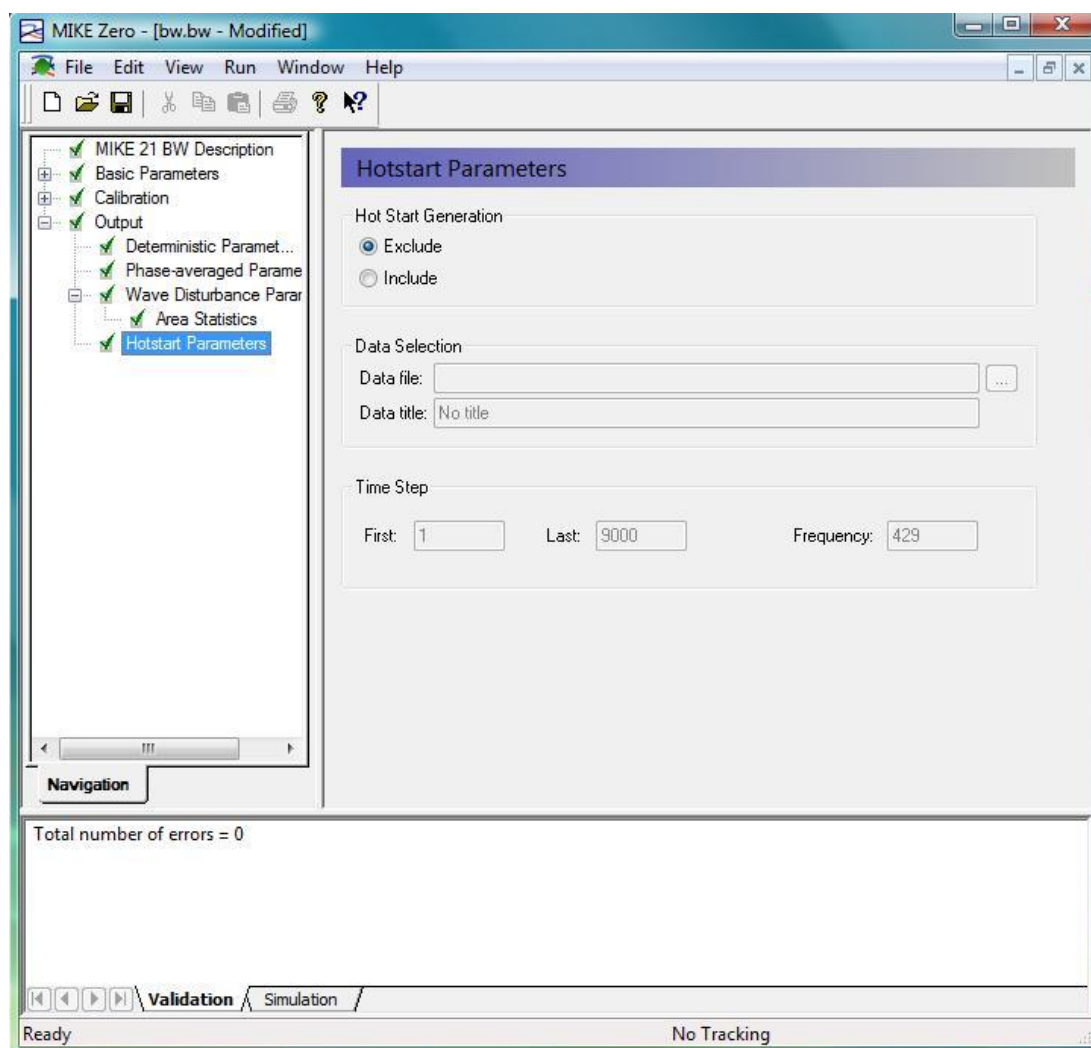 MIKE Zero - [bw.bw - Modified]
File Edit View Run Window Help
MIKE 21 BW Description
Basic Parameters
Calibration
Output
Deterministic Paramet...
Phase-averaged Parame
Wave Disturbance Parar
Area Statistics
Hotstart Parameters
Navigation
Hotstart Parameters
Hot Start Generation
Exclude
Include
Data Selection
Data file: ...
Data title: No title
Time Step
First: 1 Last: 9000 Frequency: 429
Total number of errors = 0
Validation Simulation
Ready No Tracking